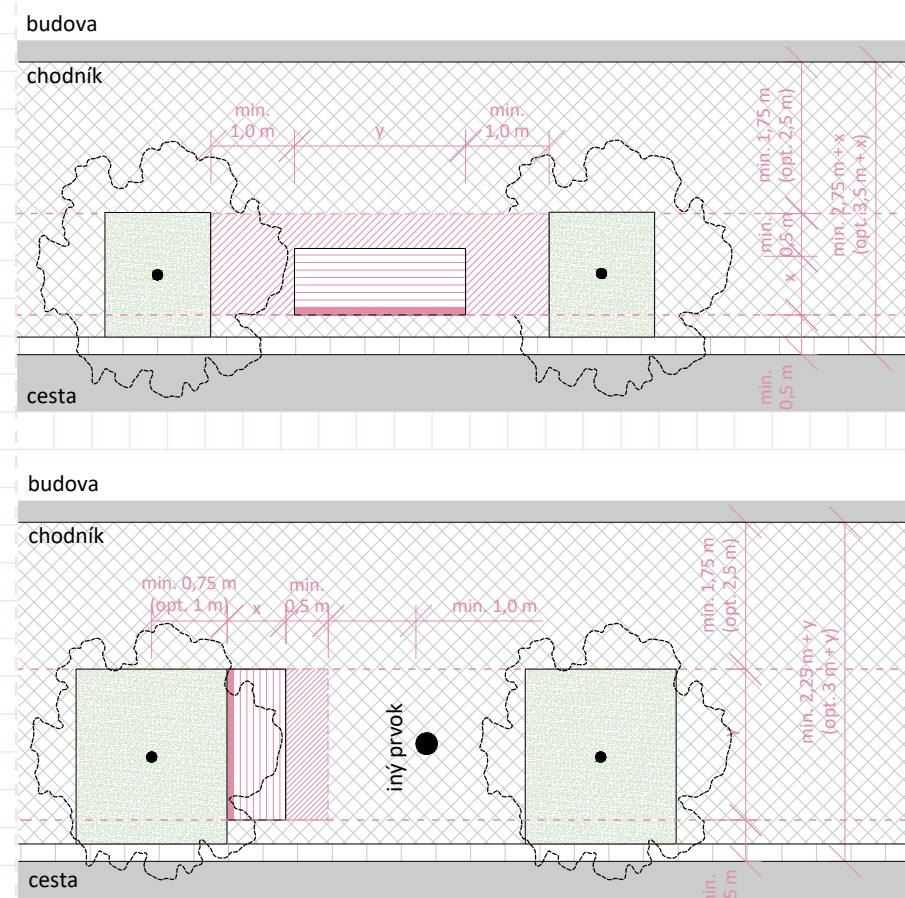 budova
chodník
min.
1,0 m
y
min.
1,0 m
min. 1,75 m
(opt. 2,5 m)
min.
0,5 m
x
min. 2,75 m + x
(opt. 3,5 m + x)
min.
0,5 m
cesta
budova
chodník
min. 0,75 m
(opt. 1 m)
x
min.
0,5 m
min. 1,0 m
min. 1,75 m
(opt. 2,5 m)
y
min. 2,25 m + y
(opt. 3 m + y)
iný prvok
cesta